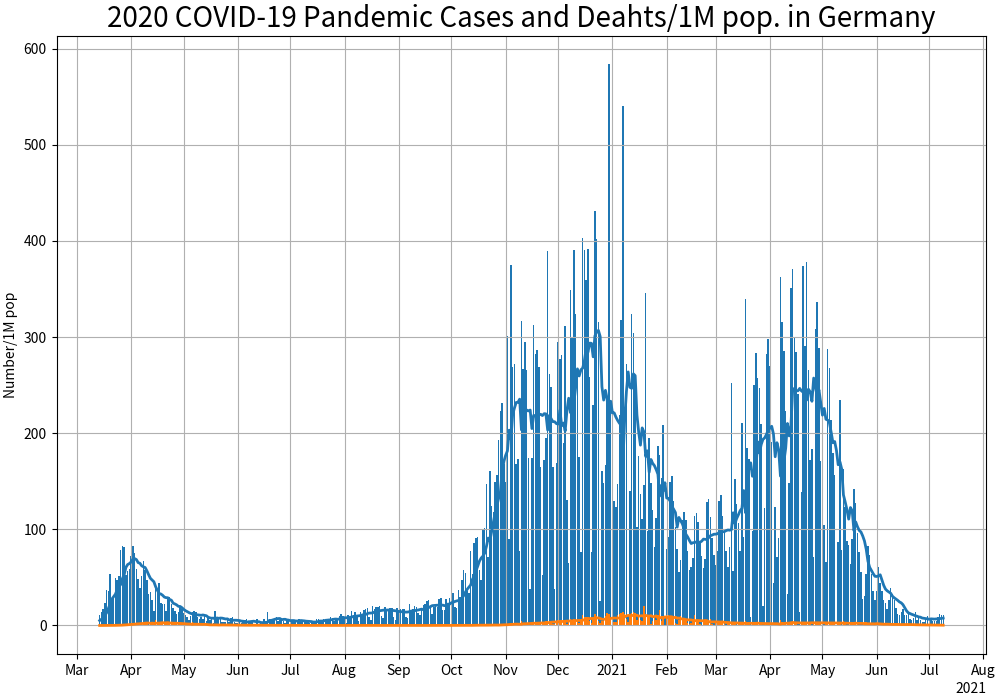 2020 COVID-19 Pandemic Cases and Deahts/1M pop. in Germany
Number/1M pop
600
500
400
300
200
100
0
Mar Apr May Jun Jul Aug Sep Oct Nov Dec 2021 Feb Mar Apr May Jun Jul Aug
2021